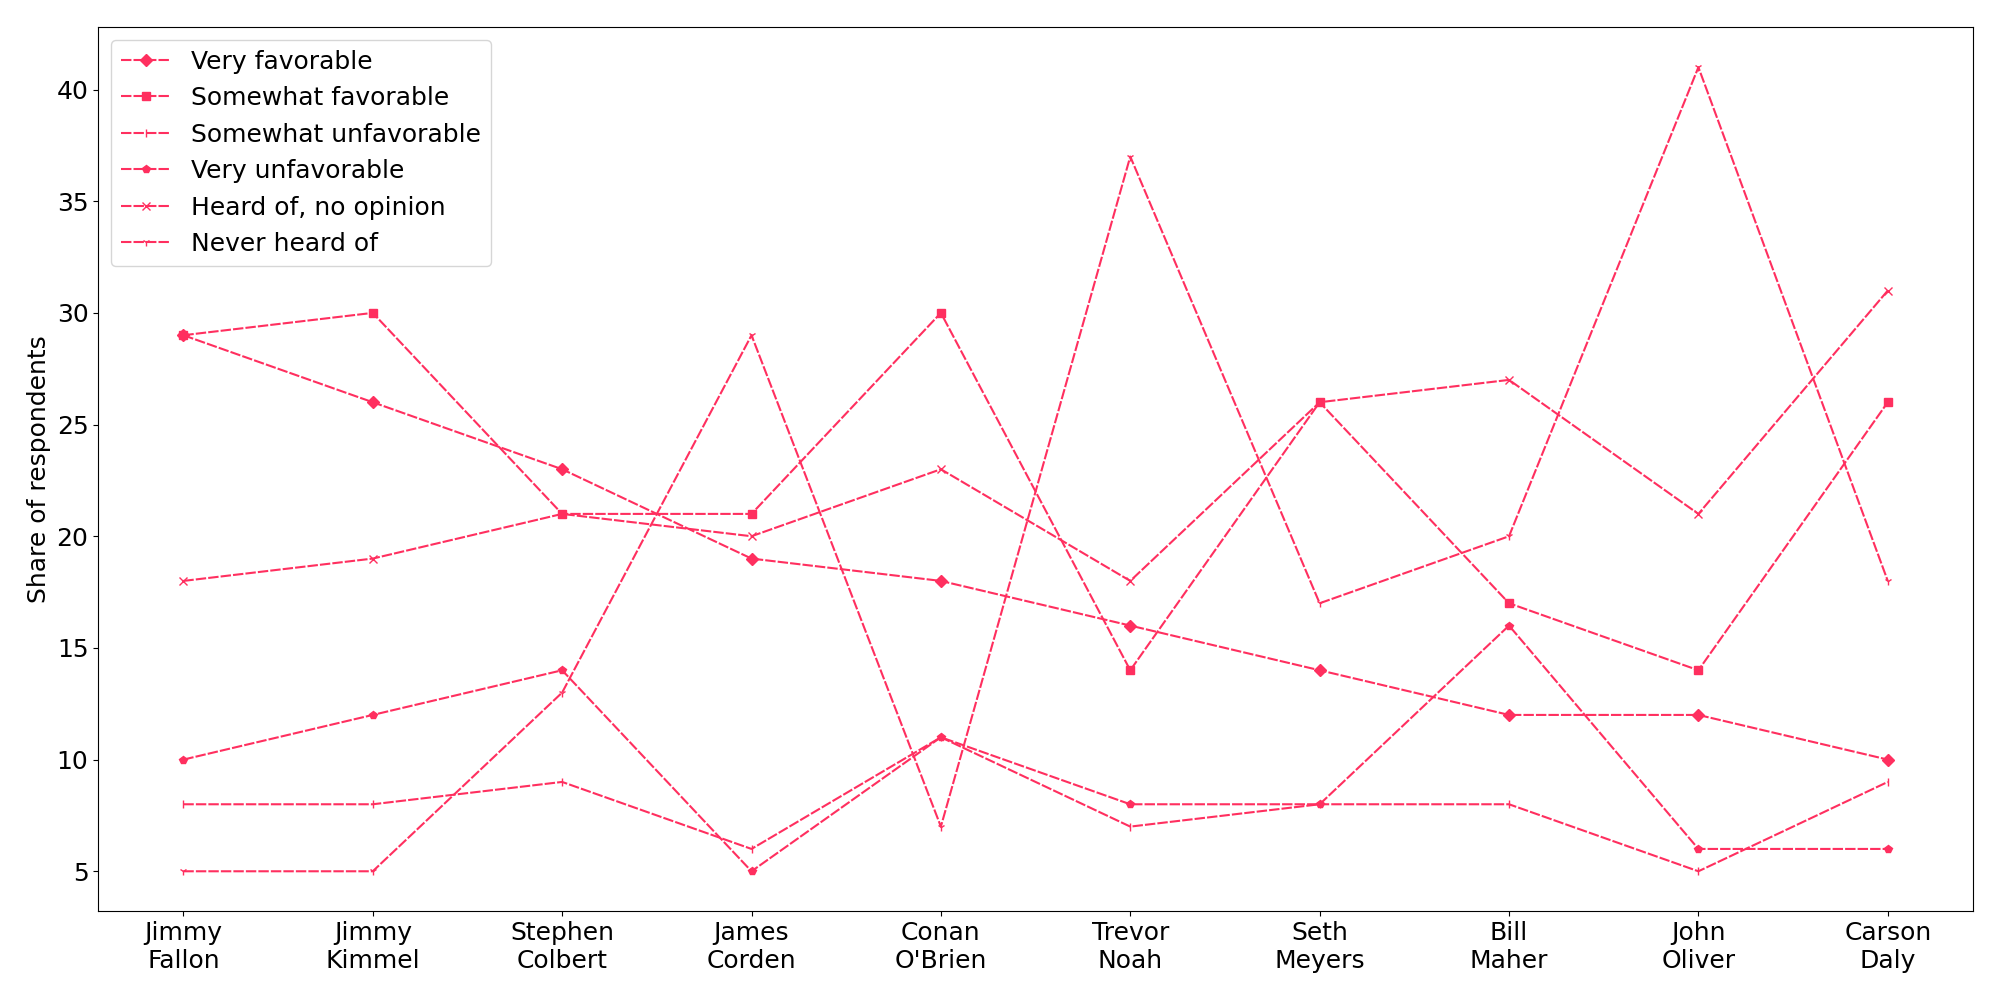 Very favorable
Somewhat favorable
Somewhat unfavorable
Very unfavorable
Heard of, no opinion
Never heard of
Share of respondents
40
35
30
25
20
15
10
5
Jimmy
Fallon
Jimmy
Kimmel
Stephen
Colbert
James
Corden
Conan
O'Brien
Trevor
Noah
Seth
Meyers
Bill
Maher
John
Oliver
Carson
Daly